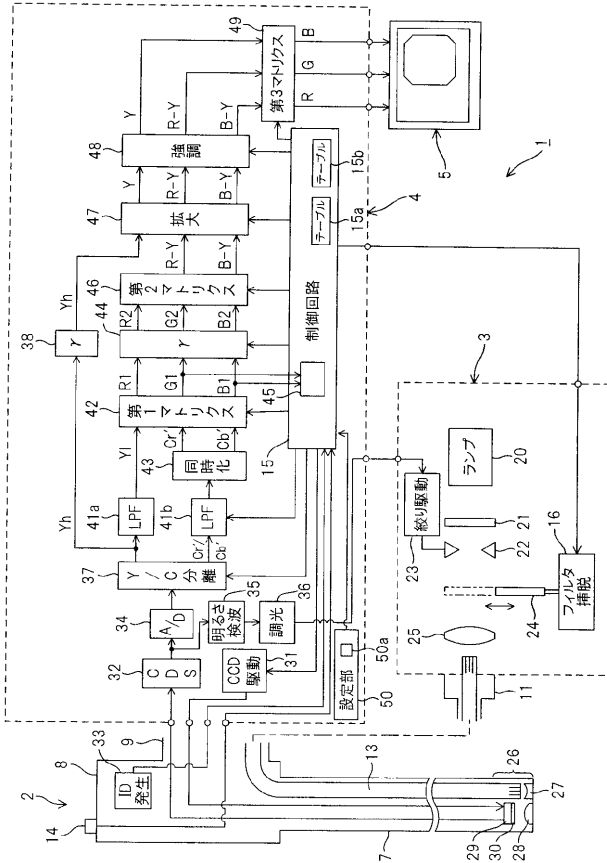 1
2
14
8
33
ID
発生
9
13
7
26
27
28
29
30
32
CDS
34
A/D
35
明るさ
検波
36
調光
31
CCD
駆動
50
設定部
50a
37
Y/C分離
Yh
Cr'/
Cb'
41a
LPF
41b
LPF
Yl
43
同時化
Cr'
Cb'
42
第1マトリクス
R1
G1
B1
45
38
γ
Yh
44
γ
R2
G2
B2
46
第2マトリクス
R-Y
B-Y
47
拡大
Y
R-Y
B-Y
48
強調
Y
R-Y
B-Y
49
第3マトリクス
R
G
B
5
15
制御回路
テーブル
15a
テーブル
15b
4
3
ランプ
20
絞り駆動
23
21
22
24
25
11
16
フィルタ
挿脱